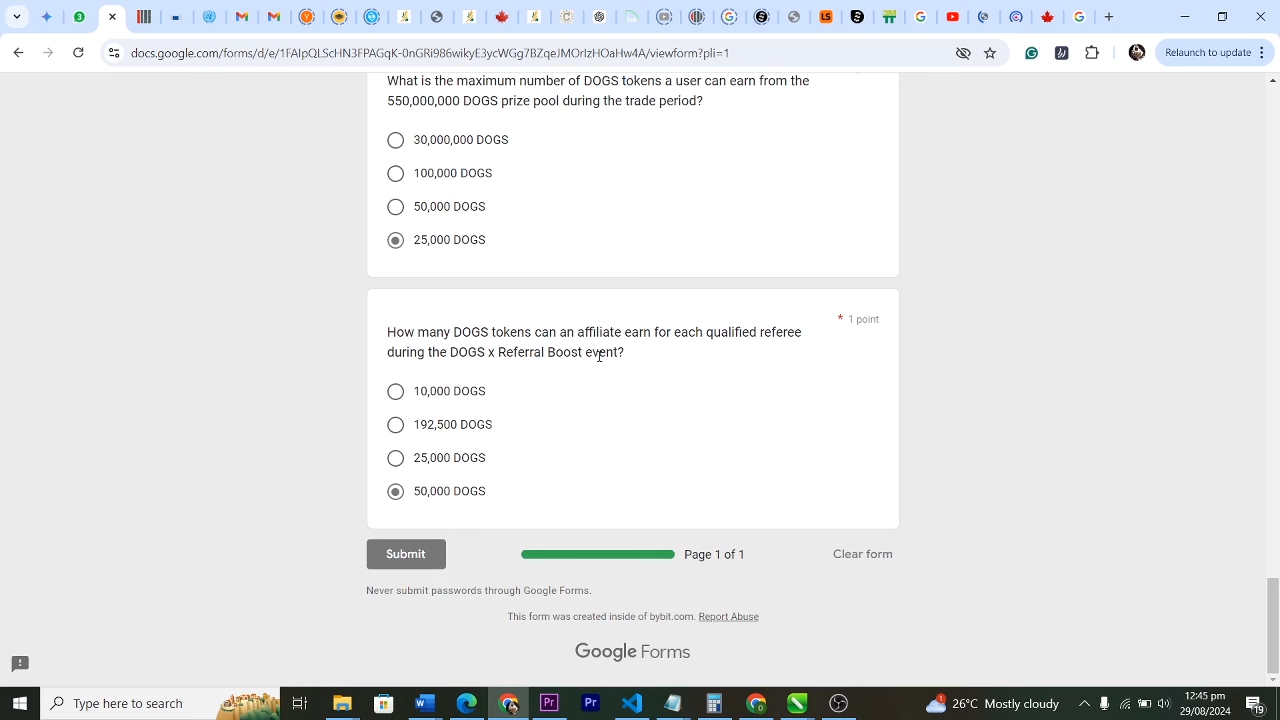 docs.google.com/forms/d/e/1FAIpQLScHN3FPAGqK-0nGRi986wikyE3ycWGg7BZqeJMOrIzHOaHw4A/viewform?pli=1
Relaunch to update
What is the maximum number of DOGS tokens a user can earn from the
550,000,000 DOGS prize pool during the trade period?
30,000,000 DOGS
100,000 DOGS
50,000 DOGS
25,000 DOGS
* 1 point
How many DOGS tokens can an affiliate earn for each qualified referee
during the DOGS x Referral Boost event?
10,000 DOGS
192,500 DOGS
25,000 DOGS
50,000 DOGS
Submit
Page 1 of 1
Clear form
Never submit passwords through Google Forms.
This form was created inside of bybit.com. Report Abuse
Google Forms
Type here to search
26°C Mostly cloudy
12:45 pm
29/08/2024